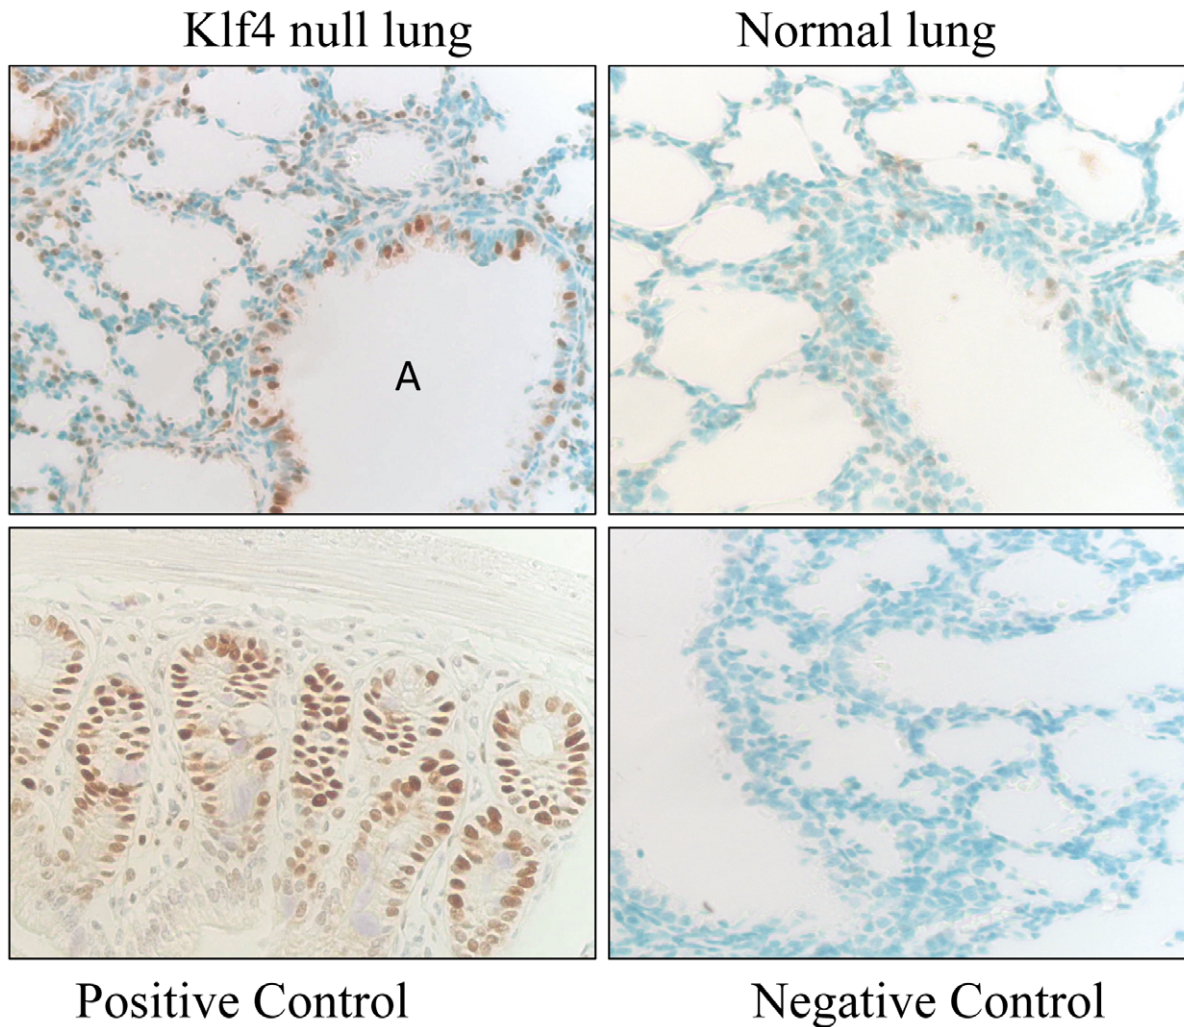 Klf4 null lung
Normal lung
A
Positive Control
Negative Control